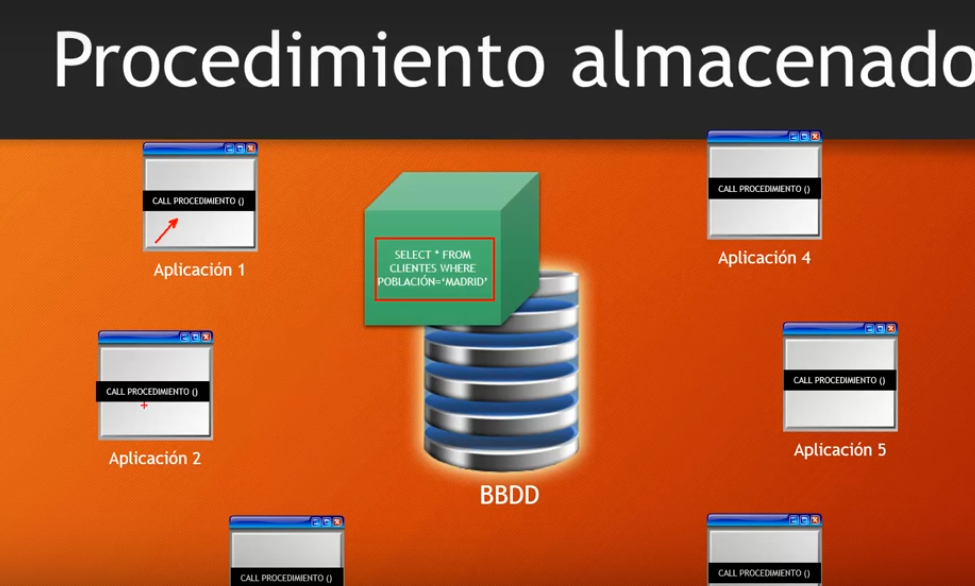 Procedimiento almacenado
CALL PROCEDIMIENTO ()
Aplicación 1
CALL PROCEDIMIENTO ()
Aplicación 4
SELECT * FROM
CLIENTES WHERE
POBLACIÓN='MADRID'
CALL PROCEDIMIENTO ()
Aplicación 2
CALL PROCEDIMIENTO ()
Aplicación 5
BBDD
CALL PROCEDIMIENTO ()
CALL PROCEDIMIENTO ()